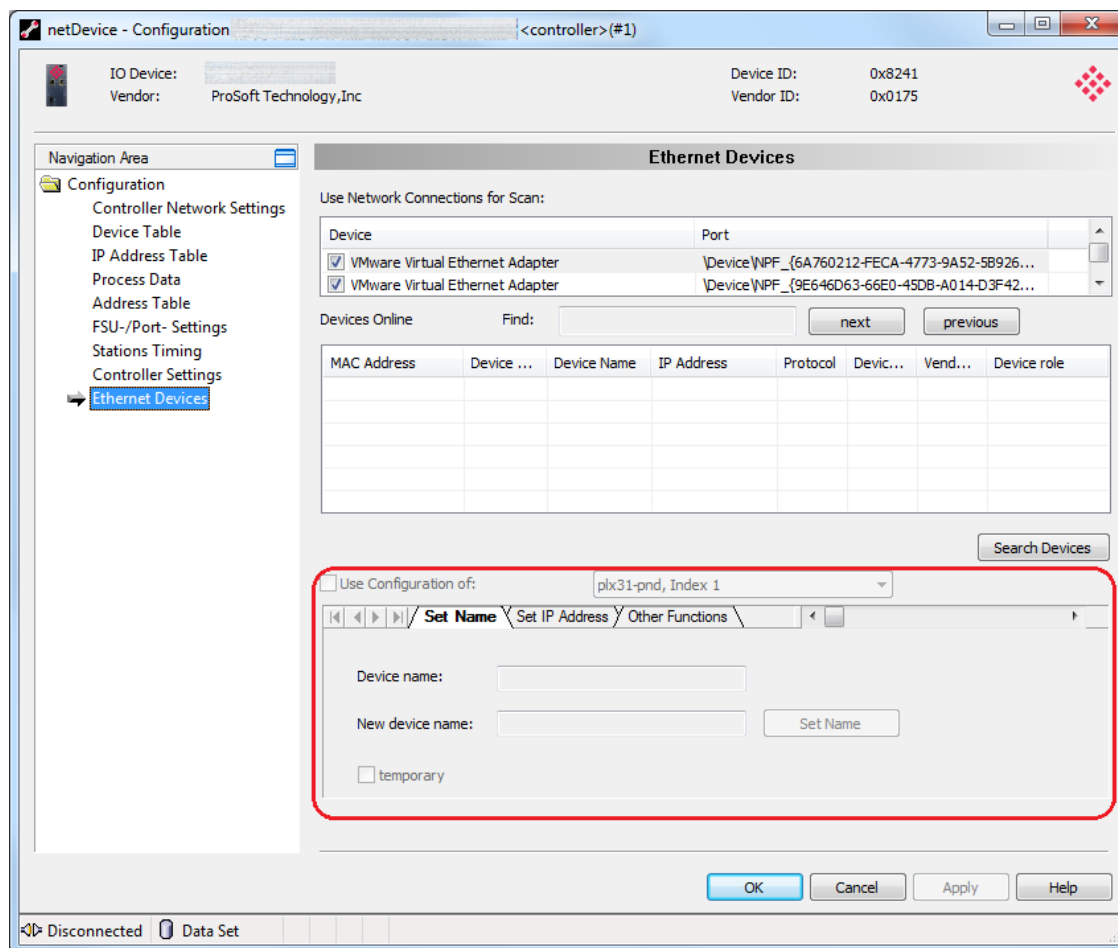 netDevice - Configuration <controller>(#1)
IO Device: Device ID: 0x8241
Vendor: ProSoft Technology,Inc Vendor ID: 0x0175
Navigation Area
Configuration
Controller Network Settings
Device Table
IP Address Table
Process Data
Address Table
FSU-/Port- Settings
Stations Timing
Controller Settings
Ethernet Devices
Ethernet Devices
Use Network Connections for Scan:
Device Port
VMware Virtual Ethernet Adapter \Device\NPF_{6A760212-FECA-4773-9A52-5B926...
VMware Virtual Ethernet Adapter \Device\NPF_{9E646D63-66E0-45DB-A014-D3F42...
Devices Online Find: next previous
MAC Address Device ... Device Name IP Address Protocol Devic... Vend... Device role
Search Devices
Use Configuration of: plx31-pnd, Index 1
Set Name Set IP Address Other Functions
Device name:
New device name: Set Name
temporary
OK Cancel Apply Help
Disconnected Data Set